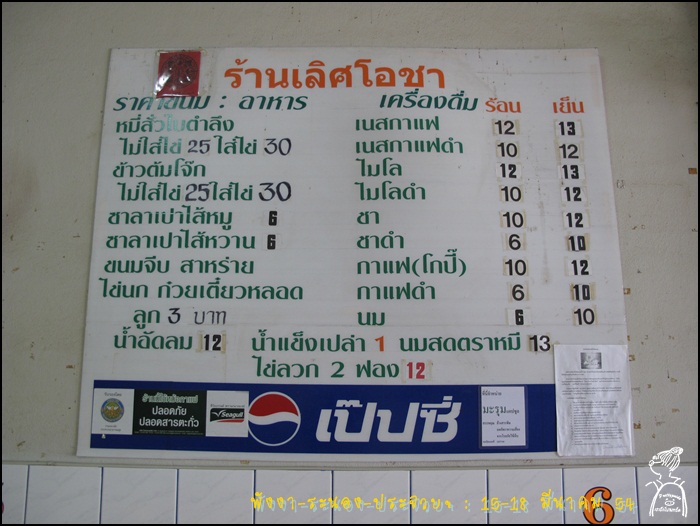 ร้านเลิศโอชา
ราคาขนม : อาหาร เครื่องดื่ม ร้อน เย็น
หมี่สั่วใบตำลึง เนสกาแฟ 12 13
ไม่ใส่ไข่ 25 ใส่ไข่ 30 เนสกาแฟดำ 10 12
ข้าวต้มโจ๊ก ไมโล 12 13
ไม่ใส่ไข่ 25 ใส่ไข่ 30 ไมโลดำ 10 12
ซาลาเปาไส้หมู 6 ชา 10 12
ซาลาเปาไส้หวาน 6 ชาดำ 6 10
ขนมจีบ สาหร่าย กาแฟ(โกปี๊) 10 12
ไข่นก ก๋วยเตี๋ยวหลอด กาแฟดำ 6 10
ลูก 3 บาท นม 6 10
น้ำอัดลม 12 น้ำแข็งเปล่า 1 นมสดตราหมี 13
ไข่ลวก 2 ฟอง 12
ปลอดภัย
ปลอดสารตะกั่ว
Seagull
เป๊ปซี่
มะรุม
พังงา-ระนอง-ประจวบฯ : 15-18 มีนาคม 54
6